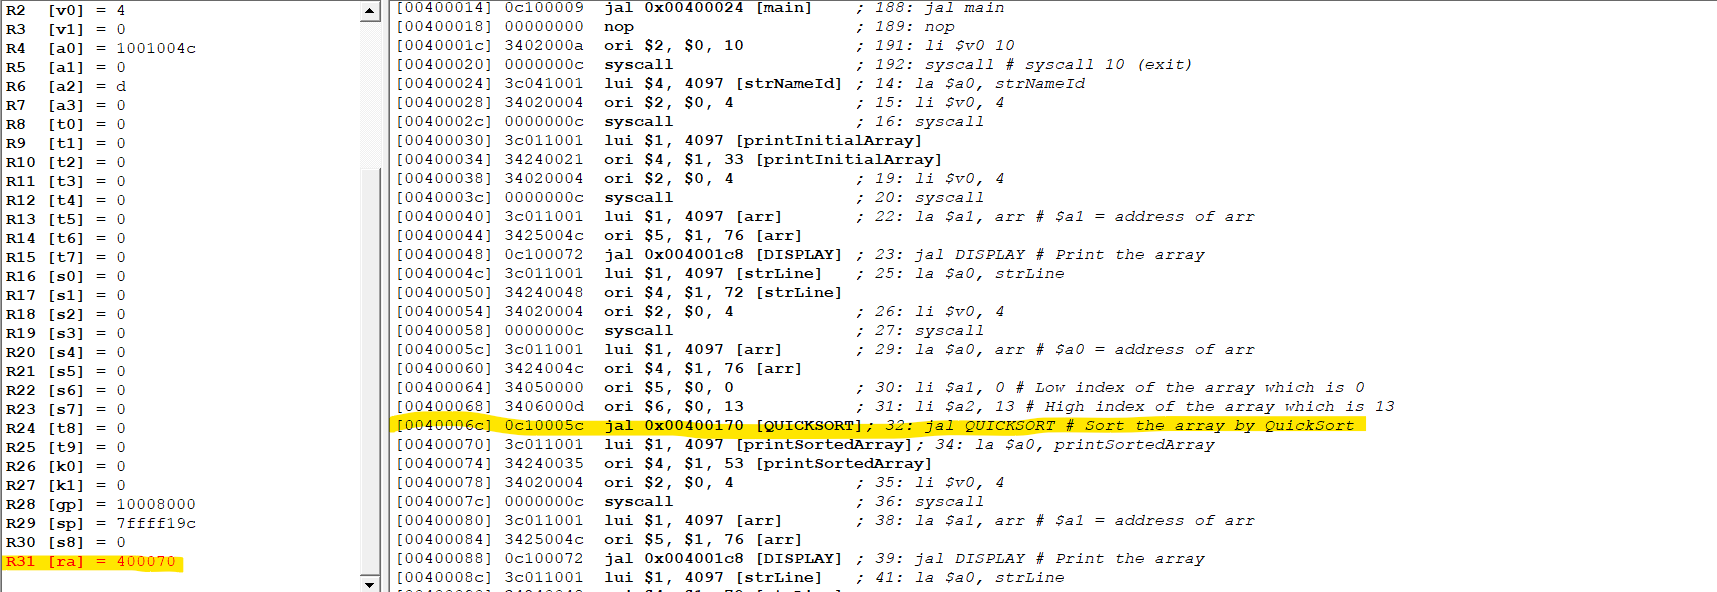 R2 [v0] = 4
R3 [v1] = 0
R4 [a0] = 1001004c
R5 [a1] = 0
R6 [a2] = d
R7 [a3] = 0
R8 [t0] = 0
R9 [t1] = 0
R10 [t2] = 0
R11 [t3] = 0
R12 [t4] = 0
R13 [t5] = 0
R14 [t6] = 0
R15 [t7] = 0
R16 [s0] = 0
R17 [s1] = 0
R18 [s2] = 0
R19 [s3] = 0
R20 [s4] = 0
R21 [s5] = 0
R22 [s6] = 0
R23 [s7] = 0
R24 [t8] = 0
R25 [t9] = 0
R26 [k0] = 0
R27 [k1] = 0
R28 [gp] = 10008000
R29 [sp] = 7ffff19c
R30 [s8] = 0
R31 [ra] = 400070
[00400014] 0c100009 jal 0x00400024 [main] ; 188: jal main
[00400018] 00000000 nop ; 189: nop
[0040001c] 3402000a ori $2, $0, 10 ; 191: li $v0 10
[00400020] 0000000c syscall ; 192: syscall # syscall 10 (exit)
[00400024] 3c041001 lui $4, 4097 [strNameId] ; 14: la $a0, strNameId
[00400028] 34020004 ori $2, $0, 4 ; 15: li $v0, 4
[0040002c] 0000000c syscall ; 16: syscall
[00400030] 3c011001 lui $1, 4097 [printInitialArray]
[00400034] 34240021 ori $4, $1, 33 [printInitialArray]
[00400038] 34020004 ori $2, $0, 4 ; 19: li $v0, 4
[0040003c] 0000000c syscall ; 20: syscall
[00400040] 3c011001 lui $1, 4097 [arr] ; 22: la $a1, arr # $a1 = address of arr
[00400044] 3425004c ori $5, $1, 76 [arr]
[00400048] 0c100072 jal 0x004001c8 [DISPLAY] ; 23: jal DISPLAY # Print the array
[0040004c] 3c011001 lui $1, 4097 [strLine] ; 25: la $a0, strLine
[00400050] 34240048 ori $4, $1, 72 [strLine]
[00400054] 34020004 ori $2, $0, 4 ; 26: li $v0, 4
[00400058] 0000000c syscall ; 27: syscall
[0040005c] 3c011001 lui $1, 4097 [arr] ; 29: la $a0, arr # $a0 = address of arr
[00400060] 3424004c ori $4, $1, 76 [arr]
[00400064] 34050000 ori $5, $0, 0 ; 30: li $a1, 0 # Low index of the array which is 0
[00400068] 3406000d ori $6, $0, 13 ; 31: li $a2, 13 # High index of the array which is 13
[0040006c] 0c10005c jal 0x00400170 [QUICKSORT]; 32: jal QUICKSORT # Sort the array by QuickSort
[00400070] 3c011001 lui $1, 4097 [printSortedArray]; 34: la $a0, printSortedArray
[00400074] 34240035 ori $4, $1, 53 [printSortedArray]
[00400078] 34020004 ori $2, $0, 4 ; 35: li $v0, 4
[0040007c] 0000000c syscall ; 36: syscall
[00400080] 3c011001 lui $1, 4097 [arr] ; 38: la $a1, arr # $a1 = address of arr
[00400084] 3425004c ori $5, $1, 76 [arr]
[00400088] 0c100072 jal 0x004001c8 [DISPLAY] ; 39: jal DISPLAY # Print the array
[0040008c] 3c011001 lui $1, 4097 [strLine] ; 41: la $a0, strLine